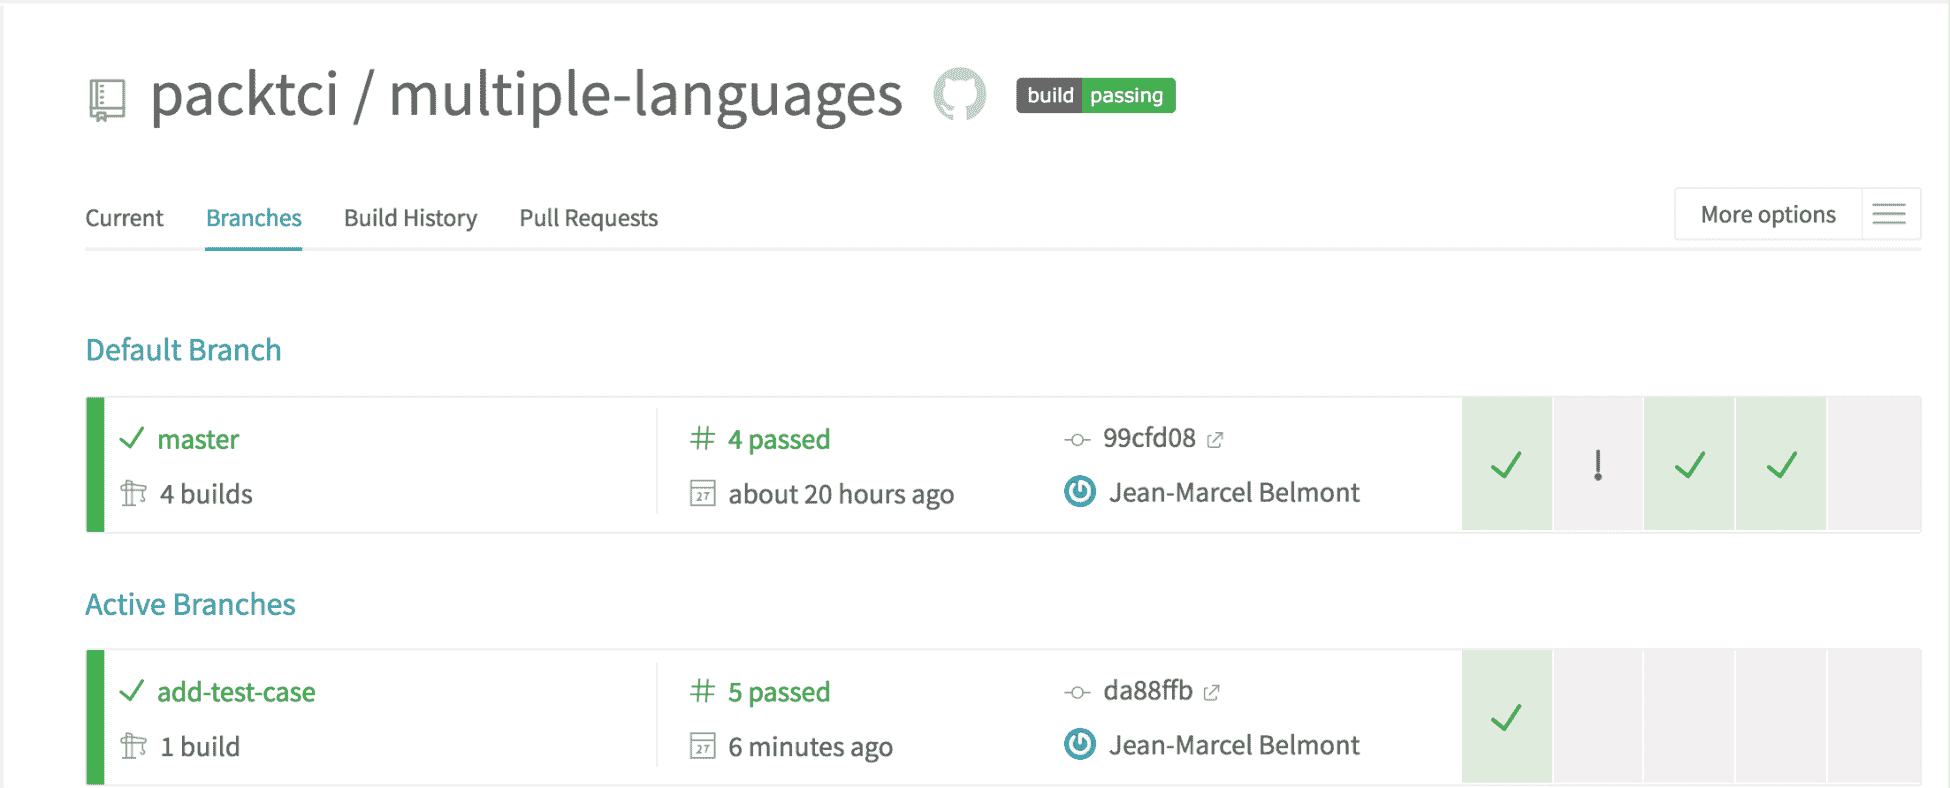 packtci / multiple-languages build passing
Current Branches Build History Pull Requests More options
Default Branch
master # 4 passed 99cfd08
4 builds 27 about 20 hours ago Jean-Marcel Belmont
Active Branches
add-test-case # 5 passed da88ffb
1 build 27 6 minutes ago Jean-Marcel Belmont